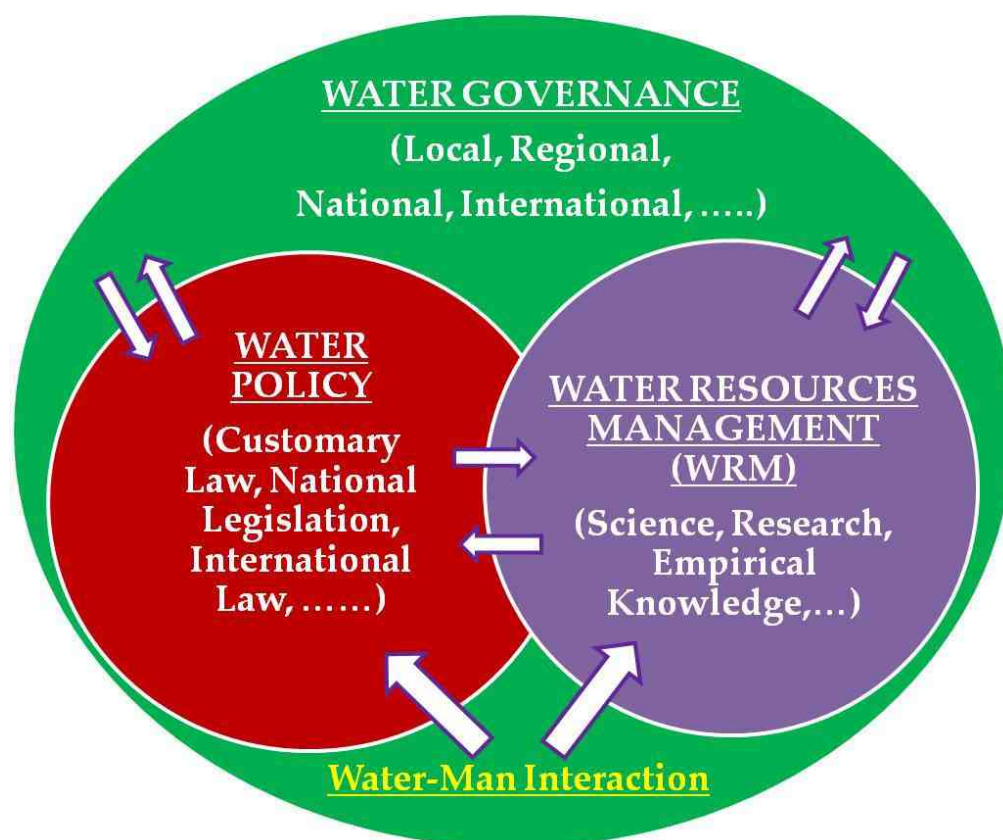 WATER GOVERNANCE
(Local, Regional,
National, International, .....)
WATER
POLICY
(Customary
Law, National
Legislation,
International
Law, ......)
WATER RESOURCES
MANAGEMENT
(WRM)
(Science, Research,
Empirical
Knowledge,...)
Water-Man Interaction